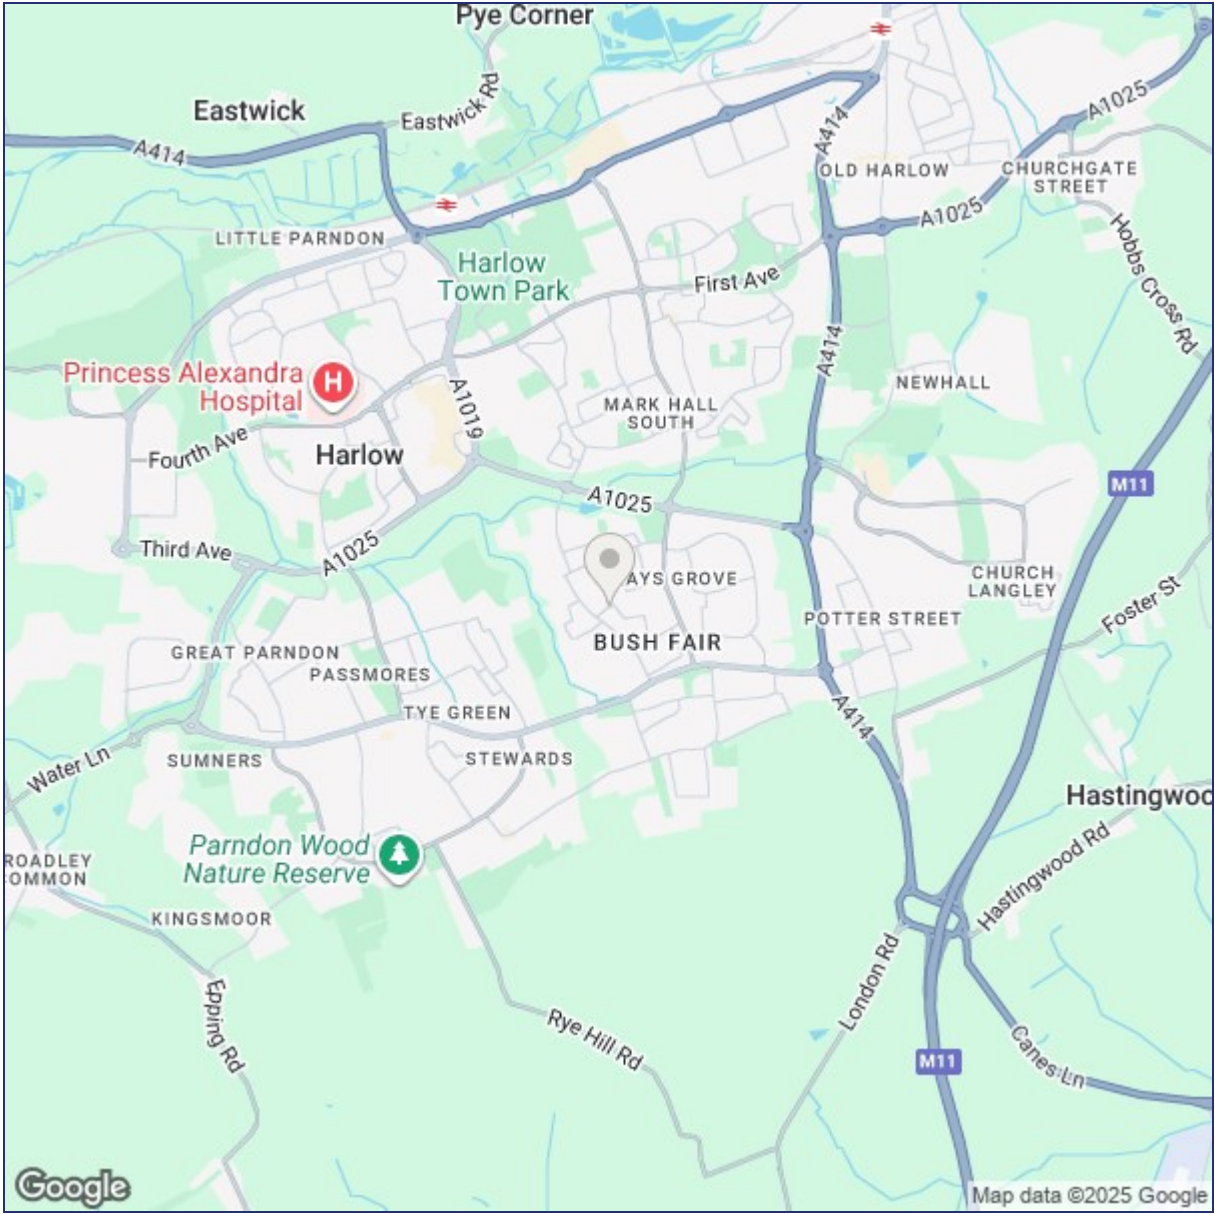 Pye Corner
Eastwick
Eastwick Rd
A1025
A414
A414
OLD HARLOW
CHURCHGATE
STREET
A1025
LITTLE PARNDON
Hobbs Cross Rd
Harlow
Town Park
First Ave
A414
Princess Alexandra
Hospital
H
NEWHALL
A1019
MARK HALL
SOUTH
Fourth Ave
Harlow
M11
A1025
Third Ave
A1025
AYS GROVE
CHURCH
LANGLEY
Foster St
POTTER STREET
BUSH FAIR
GREAT PARNDON
PASSMORES
TYE GREEN
A414
STEWARDS
SUMNERS
Water Ln
Hastingwoo
Parndon Wood
Nature Reserve
ROADLEY
OMMON
Hastingwood Rd
KINGSMOOR
London Rd
Epping Rd
Rye Hill Rd
Canes Ln
M11
Google
Map data ©2025 Google